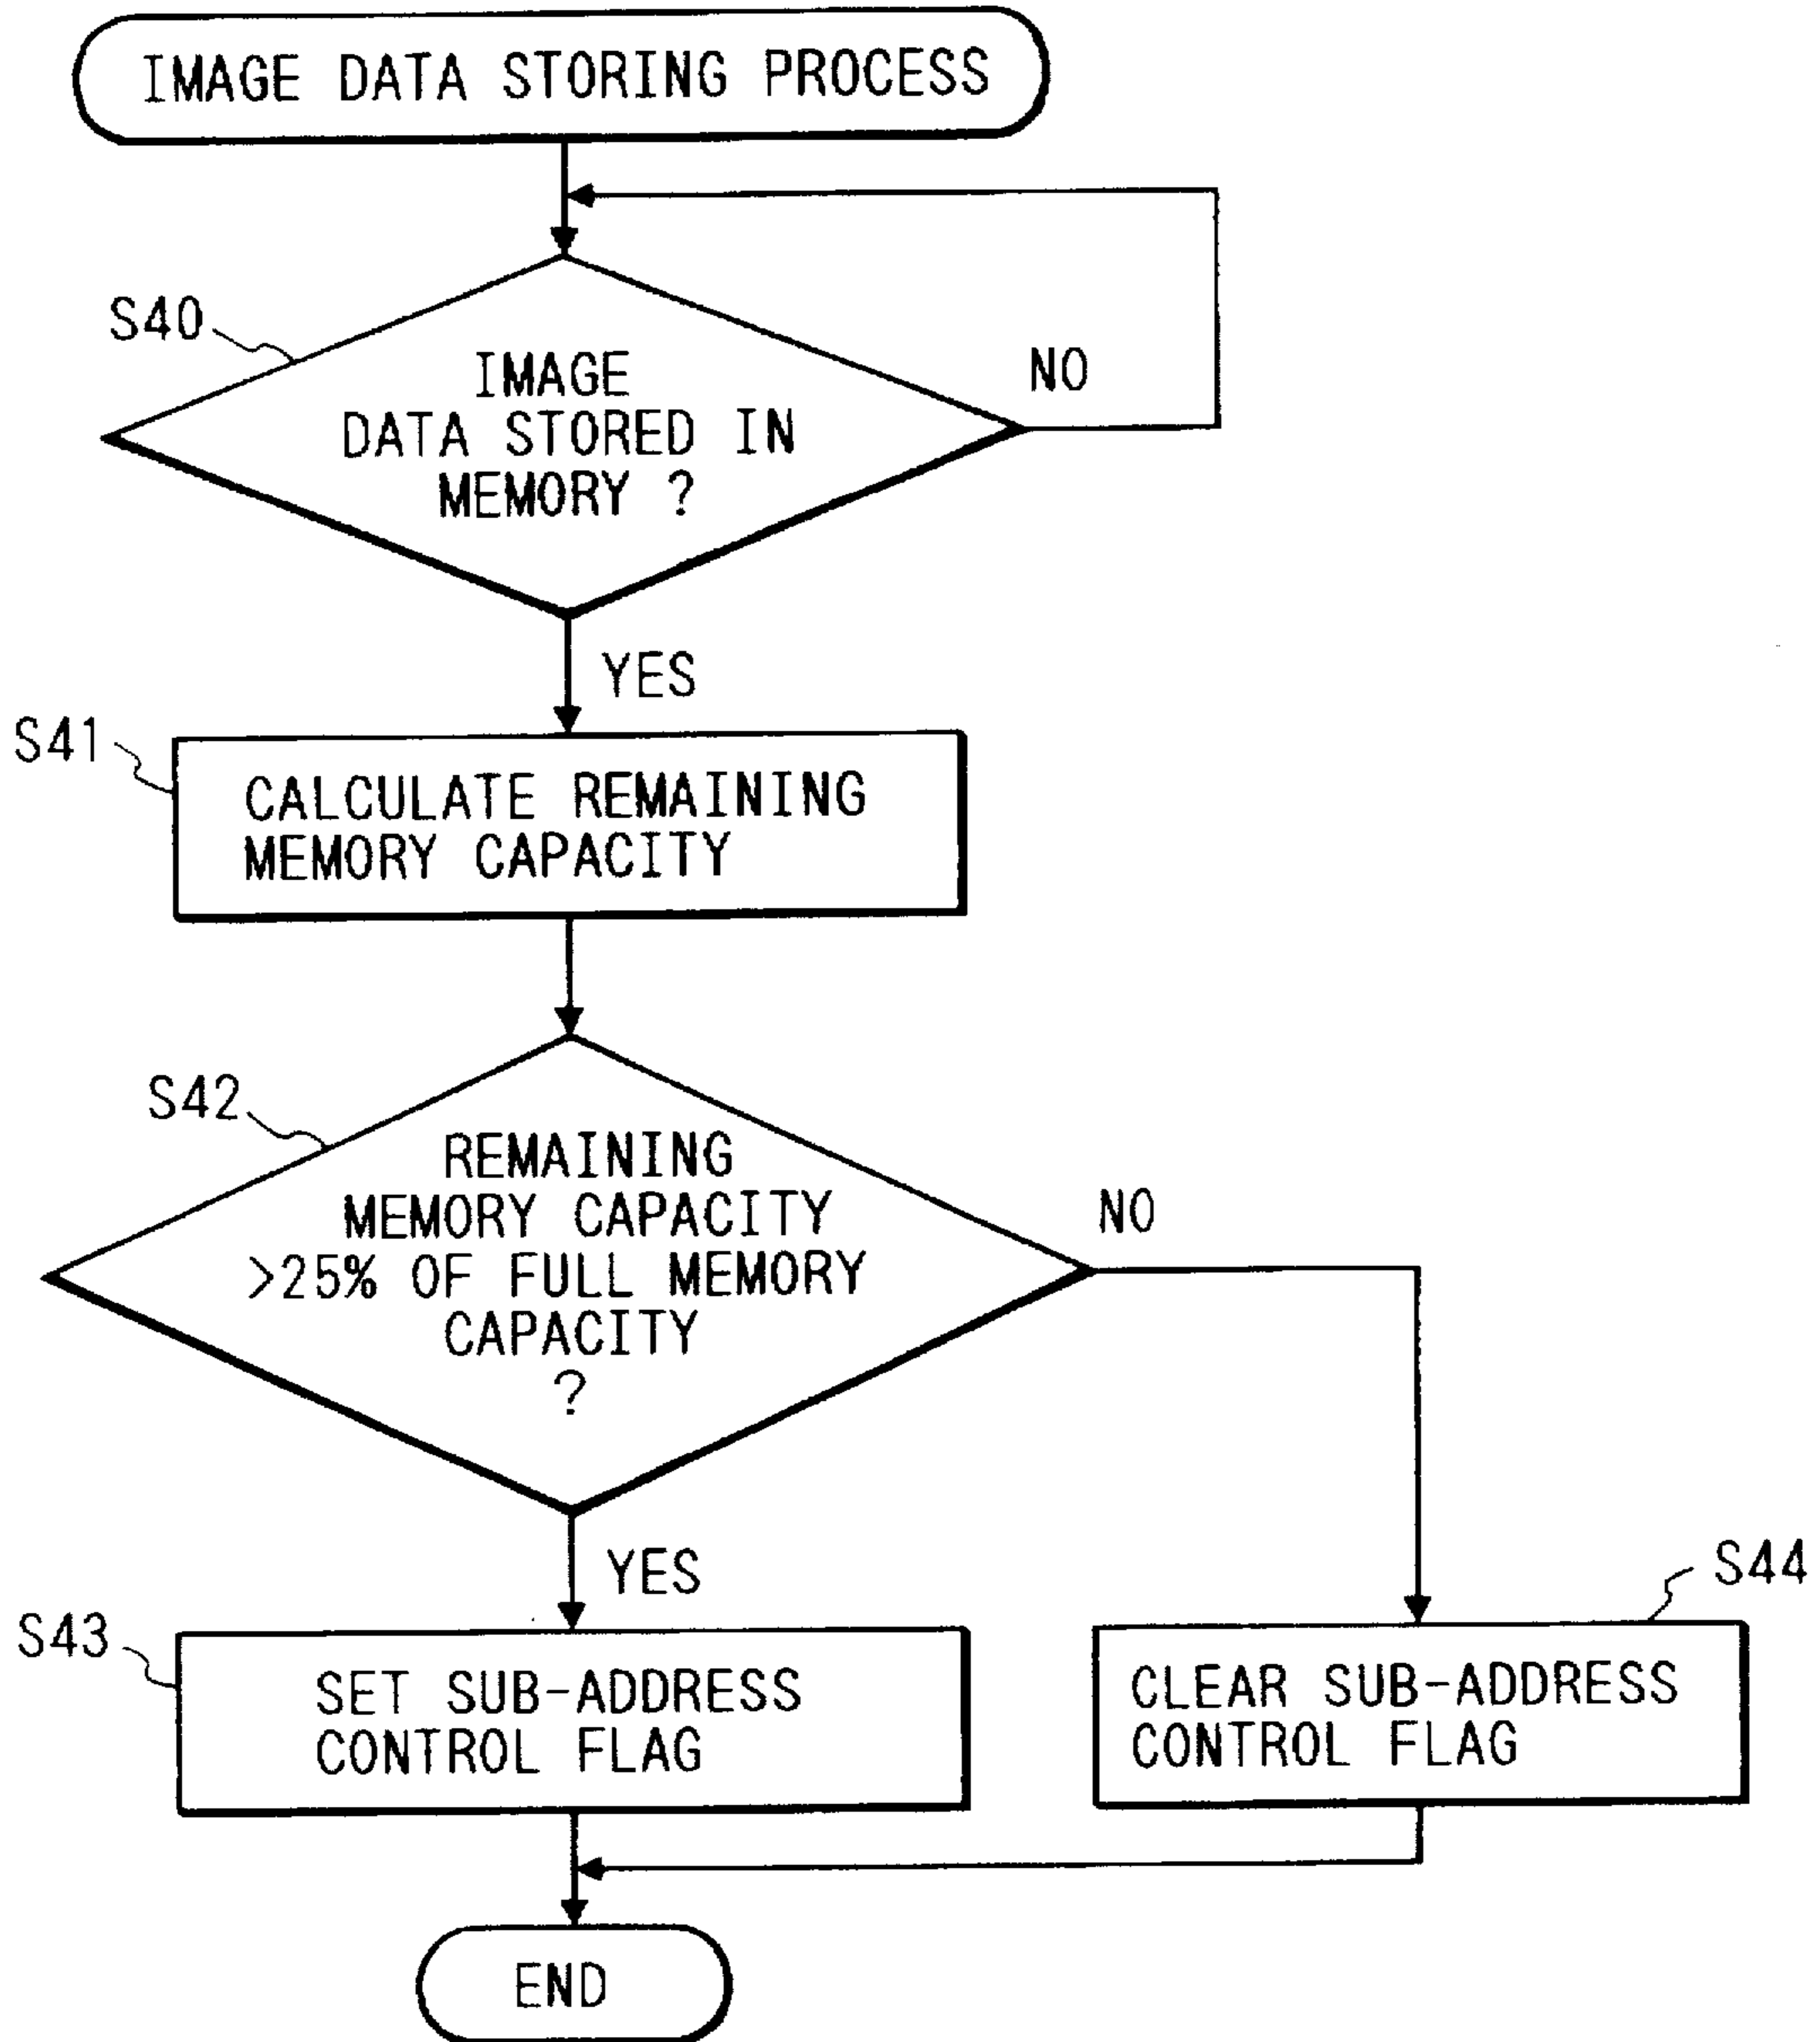 IMAGE DATA STORING PROCESS
S40
IMAGE
DATA STORED IN
MEMORY ?
NO
YES
S41
CALCULATE REMAINING
MEMORY CAPACITY
S42
REMAINING
MEMORY CAPACITY
>25% OF FULL MEMORY
CAPACITY
?
NO
YES
S43
SET SUB-ADDRESS
CONTROL FLAG
S44
CLEAR SUB-ADDRESS
CONTROL FLAG
END